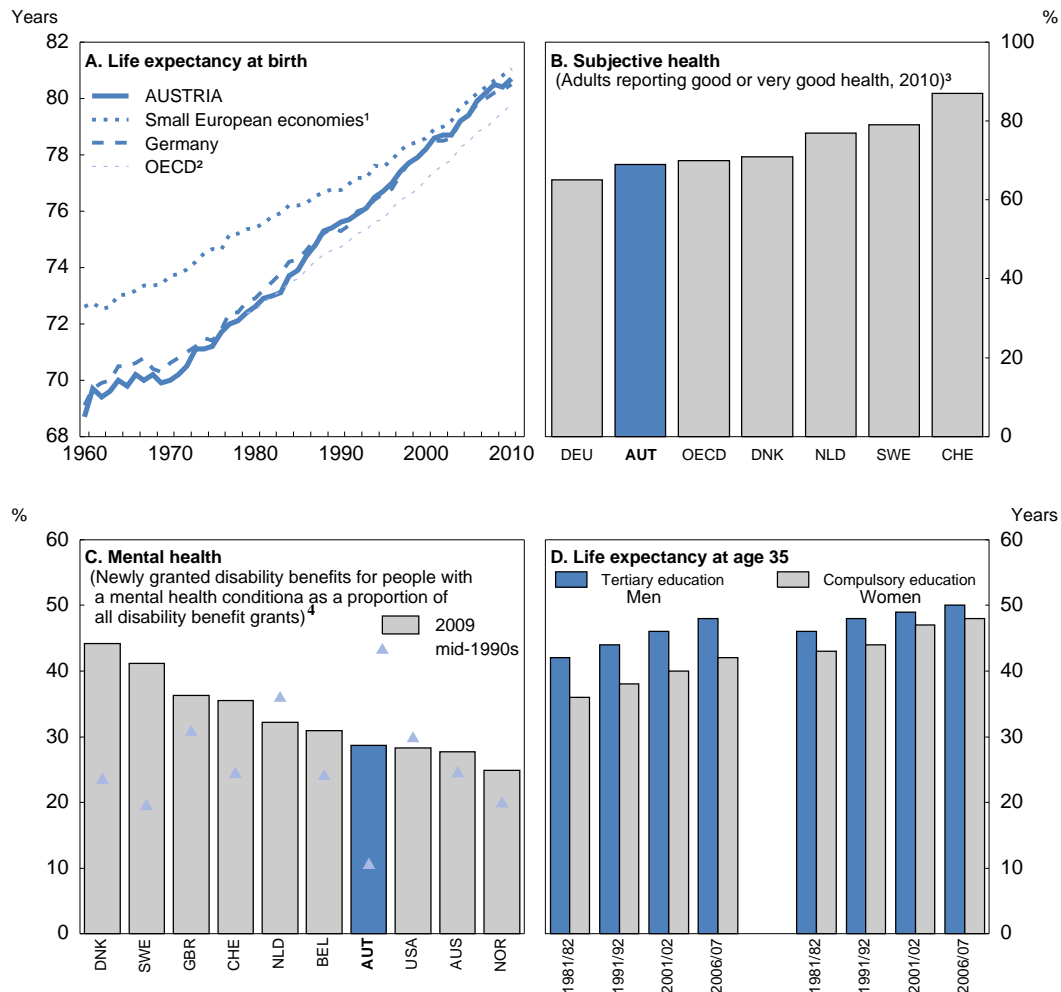 Years
82
80
78
76
74
72
70
68
A. Life expectancy at birth
AUSTRIA
Small European economies¹
Germany
OECD²
1960 1970 1980 1990 2000 2010
%
100
80
60
40
20
0
B. Subjective health
(Adults reporting good or very good health, 2010)³
DEU AUT OECD DNK NLD SWE CHE
%
60
50
40
30
20
10
0
C. Mental health
(Newly granted disability benefits for people with
a mental health conditiona as a proportion of
all disability benefit grants)⁴
2009
mid-1990s
DNK SWE GBR CHE NLD BEL AUT USA AUS NOR
Years
60
50
40
30
20
10
0
D. Life expectancy at age 35
Tertiary education Compulsory education
Men Women
1981/82 1991/92 2001/02 2006/07 1981/82 1991/92 2001/02 2006/07